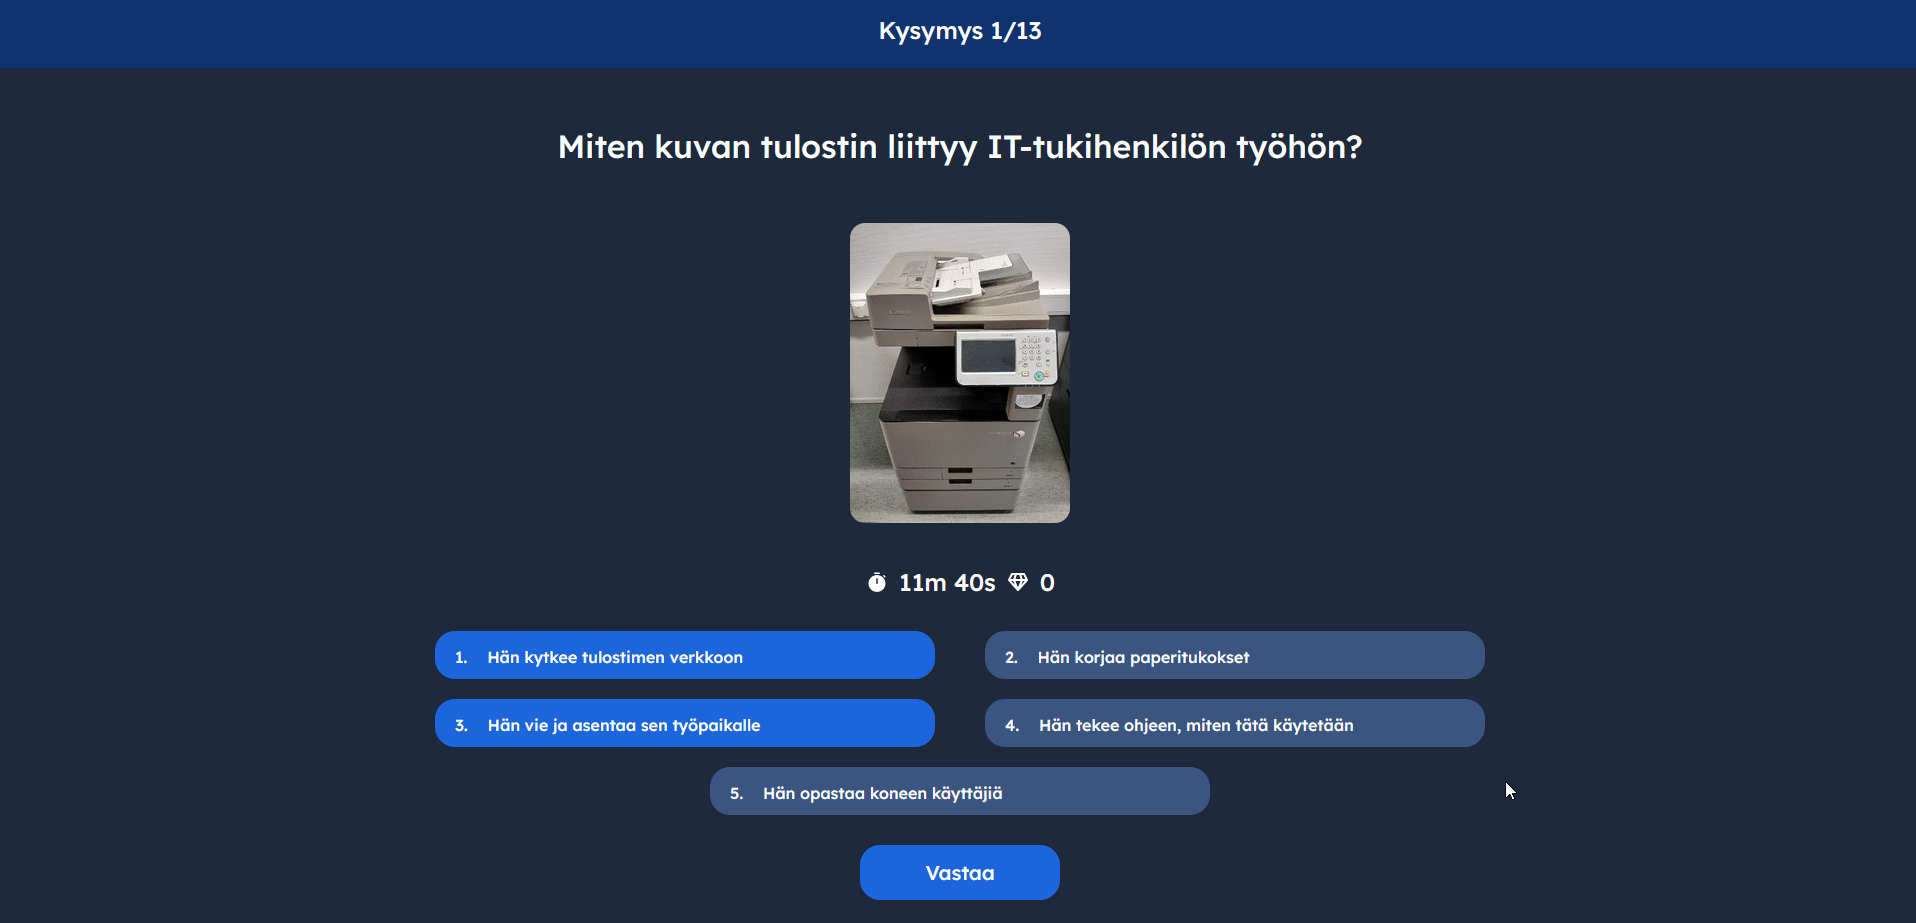 Kysymys 1/13
Miten kuvan tulostin liittyy IT-tukihenkilön työhön?
Canon
11m 40s 0
1. Hän kytkee tulostimen verkkoon
2. Hän korjaa paperitukokset
3. Hän vie ja asentaa sen työpaikalle
4. Hän tekee ohjeen, miten tätä käytetään
5. Hän opastaa koneen käyttäjiä
Vastaa